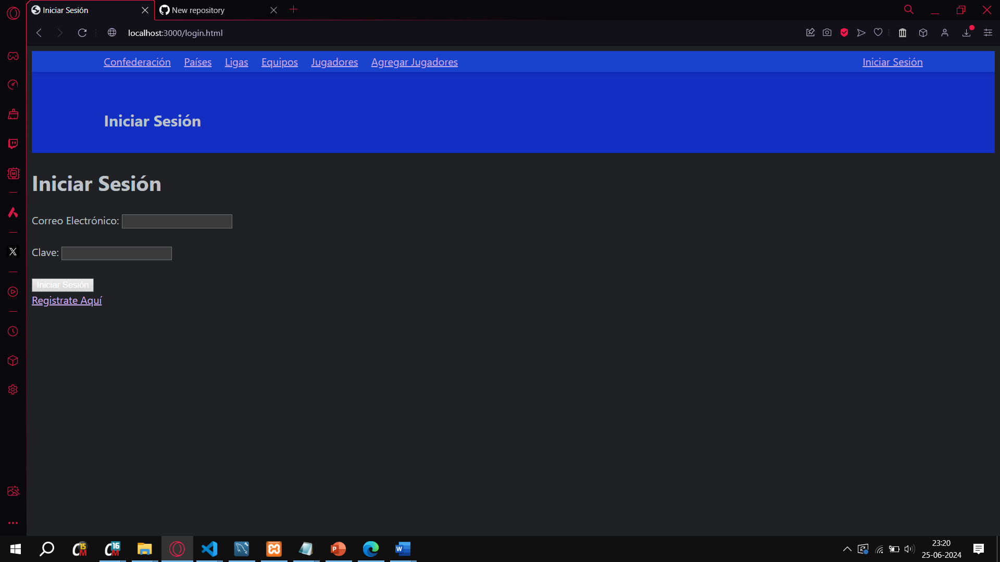 Iniciar Sesión
New repository
localhost:3000/login.html
Confederación Países Ligas Equipos Jugadores Agregar Jugadores Iniciar Sesión
Iniciar Sesión
Iniciar Sesión
Correo Electrónico:
Clave:
Iniciar Sesión
Registrate Aquí
23:20
25-06-2024